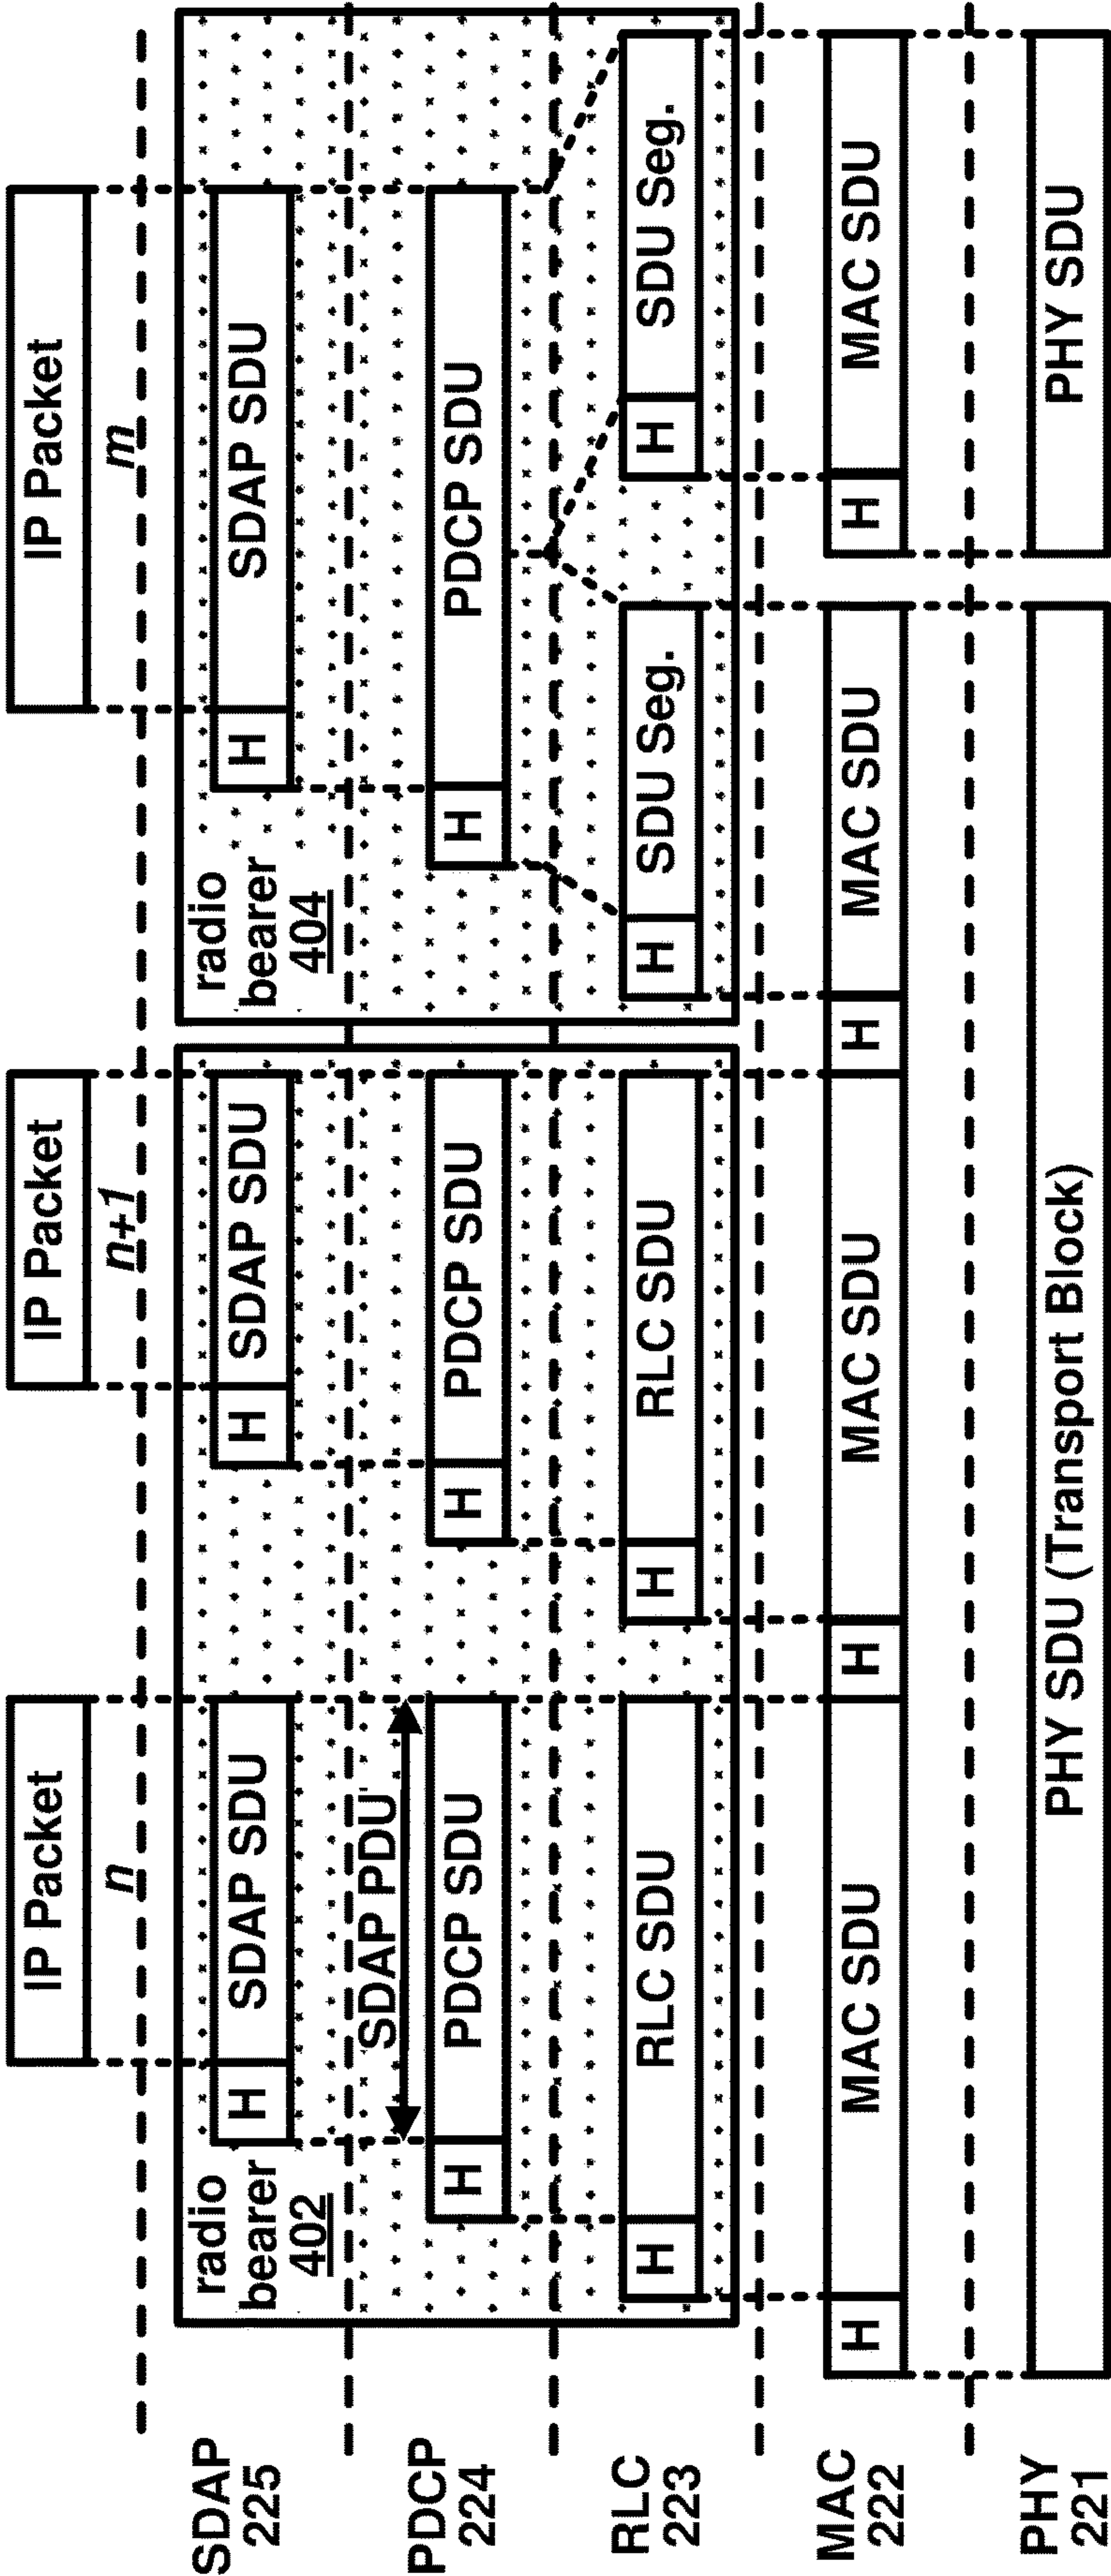 IP Packet
IP Packet
IP Packet
n
n+1
m
SDAP
225
radio
bearer
402
H
SDAP SDU
H
SDAP SDU
radio
bearer
404
H
SDAP SDU
SDAP PDU
PDCP
224
H
PDCP SDU
H
PDCP SDU
H
PDCP SDU
RLC
223
H
RLC SDU
H
RLC SDU
H
SDU Seg.
H
SDU Seg.
MAC
222
H
MAC SDU
H
MAC SDU
H
MAC SDU
H
MAC SDU
PHY
221
PHY SDU (Transport Block)
PHY SDU